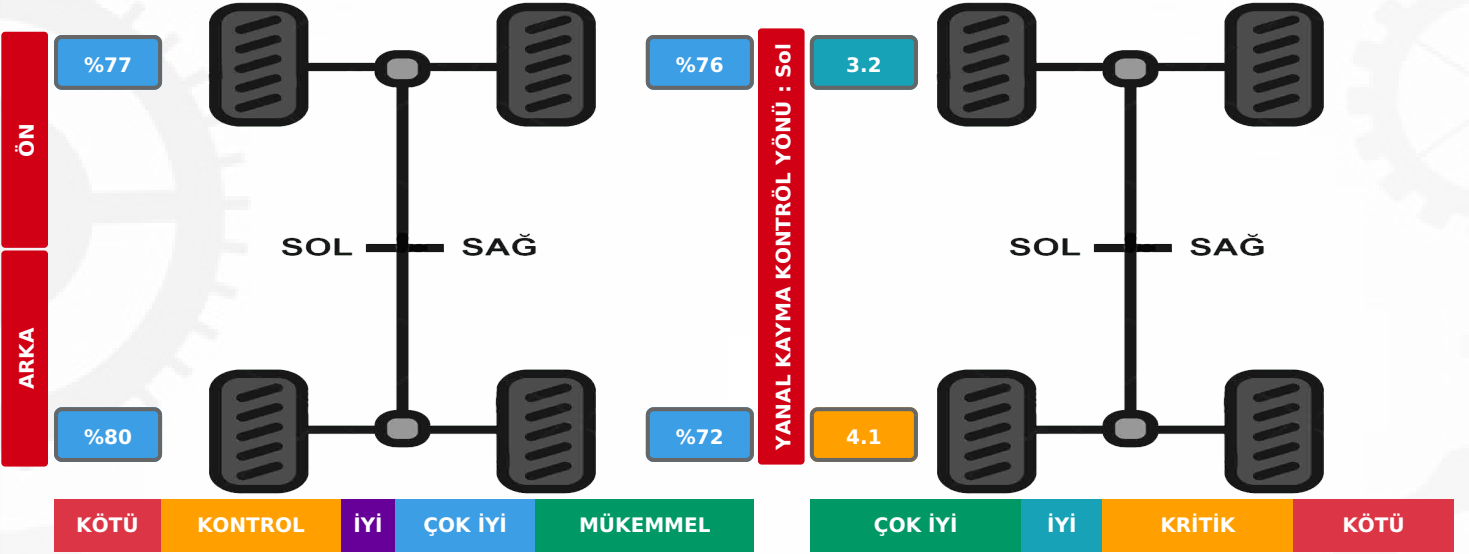 ÖN
%77
%76
YANAL KAYMA KONTRÖL YÖNÜ : Sol
3.2
SOL
SAĞ
SOL
SAĞ
ARKA
%80
%72
4.1
KÖTÜ
KONTROL
İYİ
ÇOK İYİ
MÜKEMMEL
ÇOK İYİ
İYİ
KRİTİK
KÖTÜ